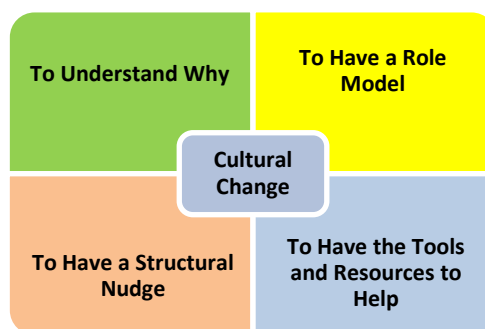 To Understand Why
To Have a Role
Model
Cultural
Change
To Have a Structural
Nudge
To Have the Tools
and Resources to
Help